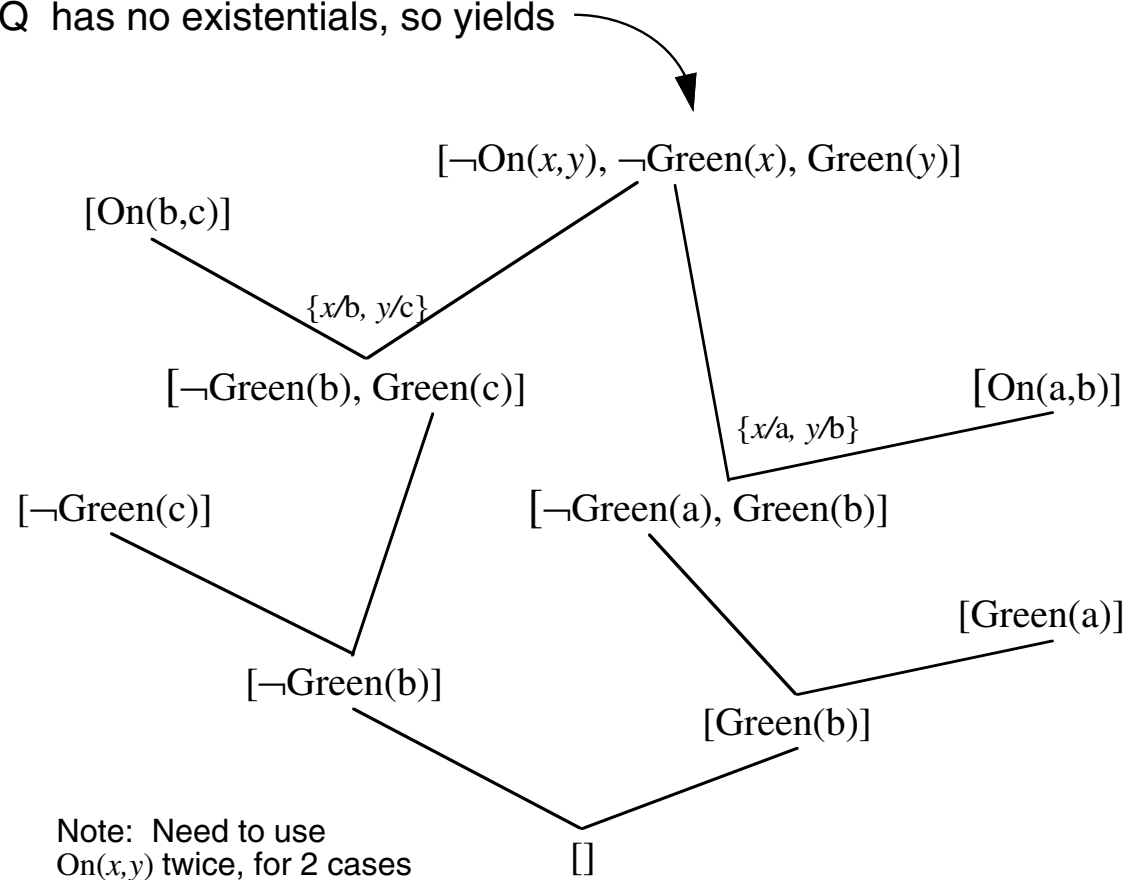 Q has no existentials, so yields
[¬On(x,y), ¬Green(x), Green(y)]
[On(b,c)]
{x/b, y/c}
[¬Green(b), Green(c)]
[On(a,b)]
{x/a, y/b}
[¬Green(c)]
[¬Green(a), Green(b)]
[Green(a)]
[¬Green(b)]
[Green(b)]
Note: Need to use
On(x,y) twice, for 2 cases
[]